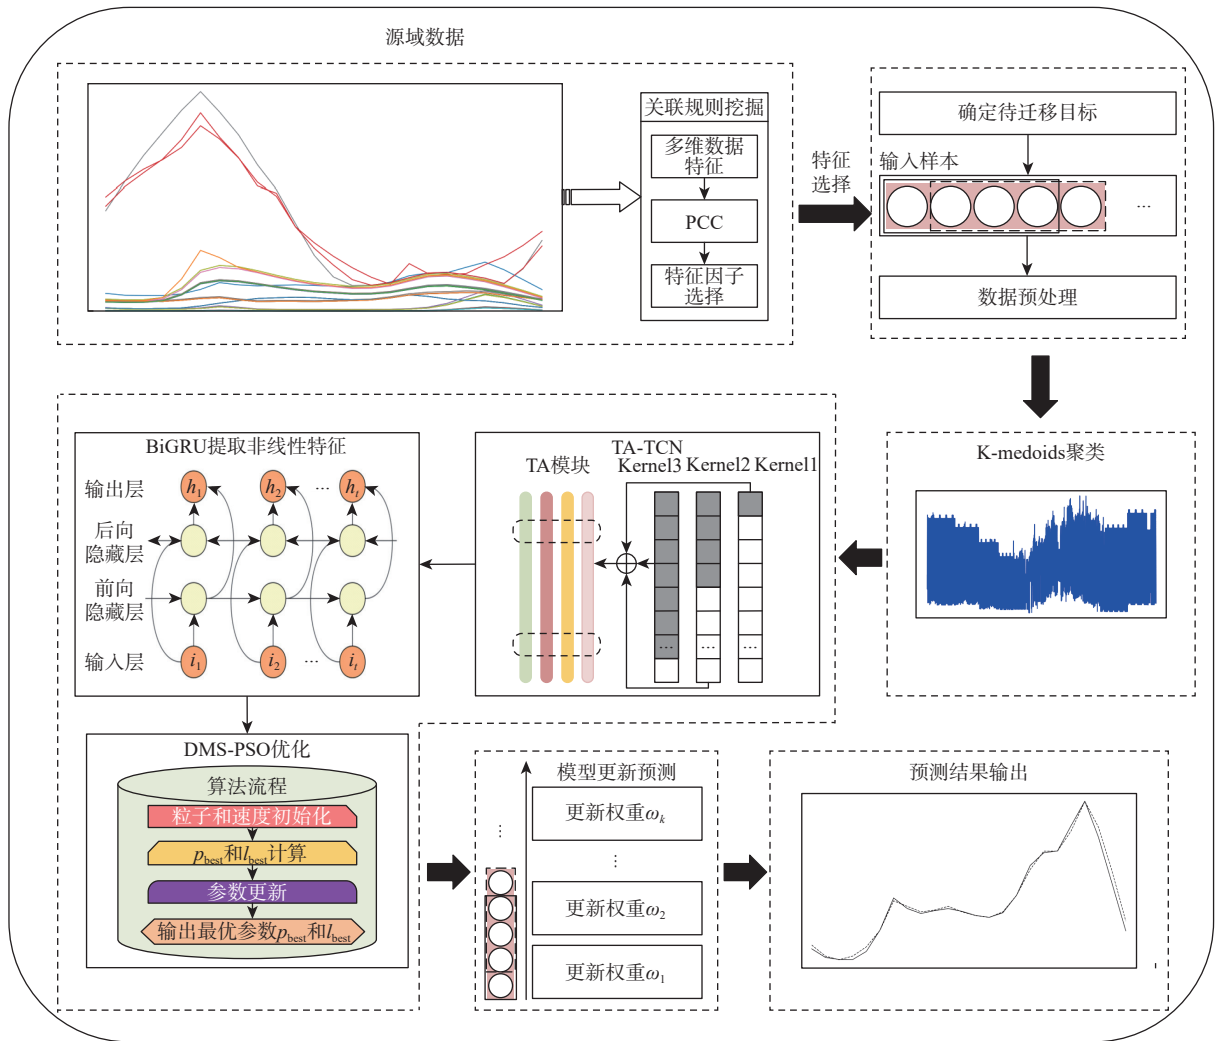 源域数据
关联规则挖掘
多维数据
特征
PCC
特征因子
选择
特征
选择
确定待迁移目标
输入样本
...
数据预处理
K-medoids聚类
TA-TCN
TA模块
Kernel3 Kernel2 Kernel1
...
...
...
BiGRU提取非线性特征
输出层
h1 h2 ... ht
后向
隐藏层
前向
隐藏层
输入层
i1 i2 ... it
DMS-PSO优化
算法流程
粒子和速度初始化
pbest和lbest计算
参数更新
输出最优参数pbest和lbest
模型更新预测
更新权重ωk
...
...
更新权重ω2
更新权重ω1
预测结果输出